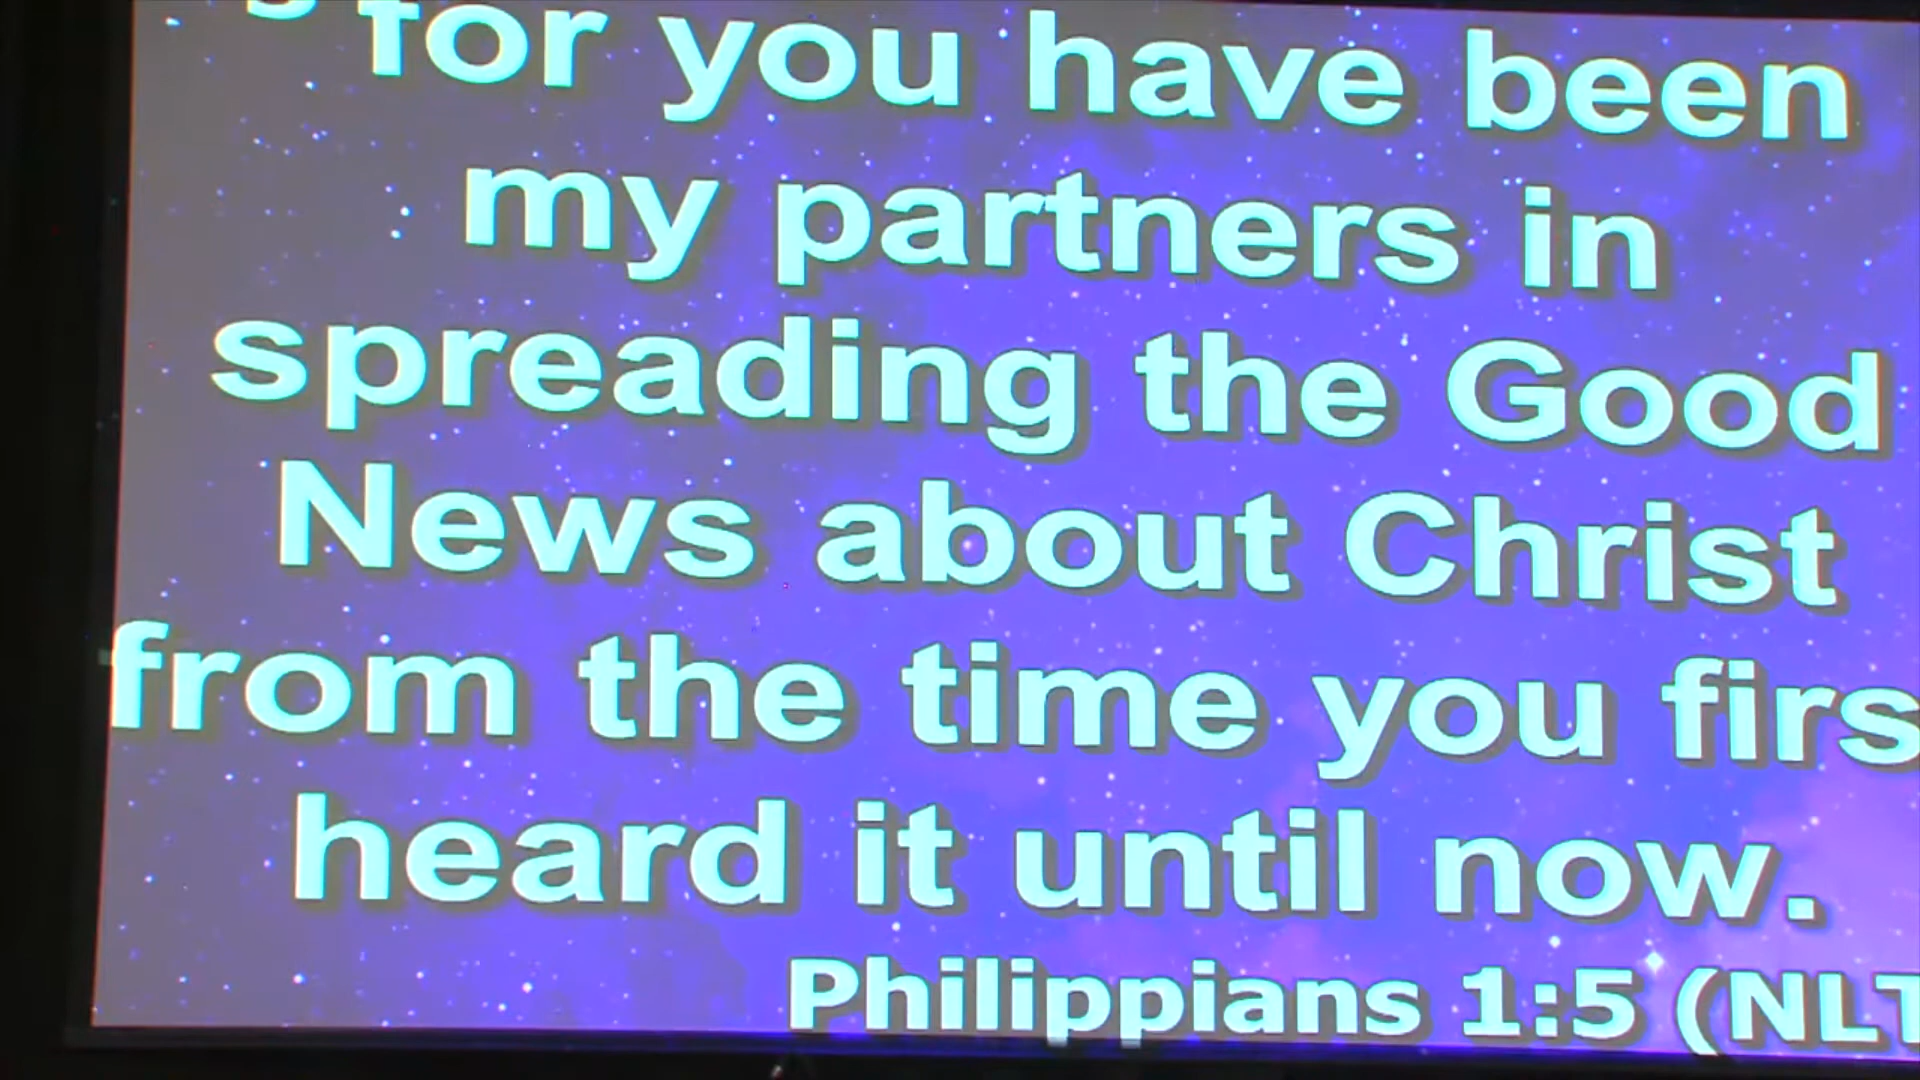 for you have been
my partners in
spreading the Good
News about Christ
from the time you firs
heard it until now.
Philippians 1:5 (NLT